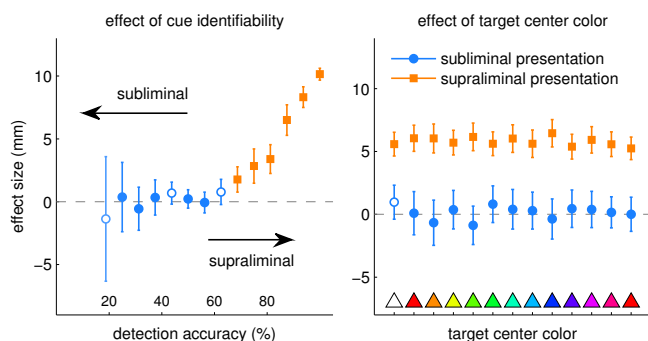 effect of cue identifiability
effect of target center color
subliminal presentation
supraliminal presentation
10
5
0
−5
effect size (mm)
subliminal
supraliminal
20
40
60
80
detection accuracy (%)
10
5
0
−5
target center color